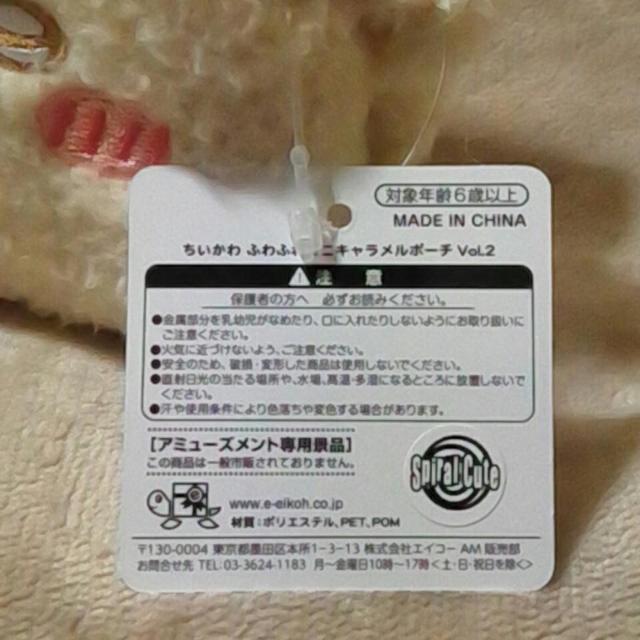 対象年齢6歳以上
MADE IN CHINA
ちいかわ ふわふ ニキャラメルポーチ VoL.2
注 意
保護者の方へ 必ずお読みください。
●金属部分を乳幼児がなめたり、口に入れたりしないようにお取り扱いに
ご注意ください。
●火気に近づけないよう、ご注意ください。
●安全のため、破損・変形した商品は使用しないでください。
●直射日光の当たる場所や、水場、高温・多湿になるところに放置しないで
ください。
●汗や使用条件により色落ちや変色する場合があります。
[アミューズメント専用景品]
この商品は一般市販されておりません。
Spiral Cute
www.e-eikoh.co.jp
材質：ポリエステル、PET、POM
〒130-0004 東京都墨田区本所1-3-13 株式会社エイコー AM 販売部
お問合せ先 TEL:03-3624-1183 月～金曜日10時～17時<土・日・祝日を除く>